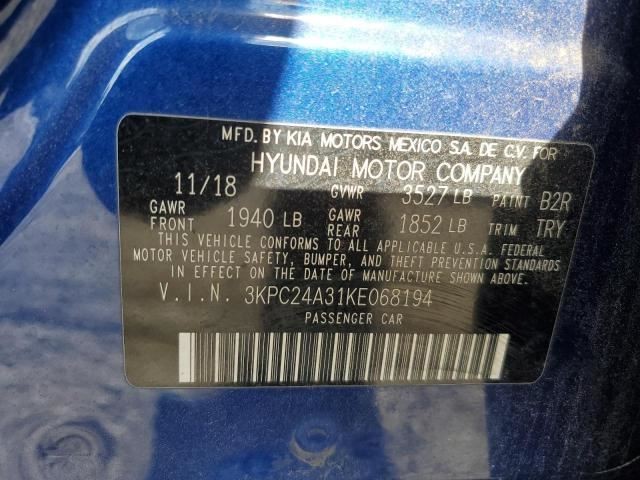 MFD. BY KIA MOTORS MEXICO S.A. DE C.V. FOR
HYUNDAI MOTOR COMPANY
11/18 GVWR 3527 LB PAINT B2R
GAWR FRONT 1940 LB GAWR REAR 1852 LB TRIM TRY
THIS VEHICLE CONFORMS TO ALL APPLICABLE U.S.A. FEDERAL
MOTOR VEHICLE SAFETY, BUMPER, AND THEFT PREVENTION
STANDARDS IN EFFECT ON THE DATE OF MANUFACTURE SHOWN ABOVE.
V.I.N. 3KPC24A31KE068194
PASSENGER CAR